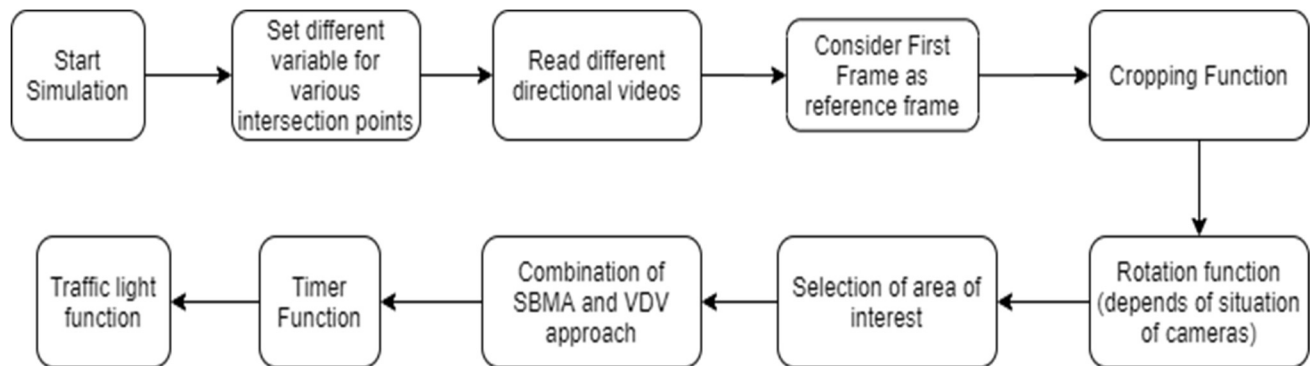 Start
Simulation
Set different
variable for
various
intersection points
Read different
directional videos
Consider First
Frame as
reference frame
Cropping Function
Traffic light
function
Timer
Function
Combination of
SBMA and VDV
approach
Selection of area of
interest
Rotation function
(depends of situation
of cameras)